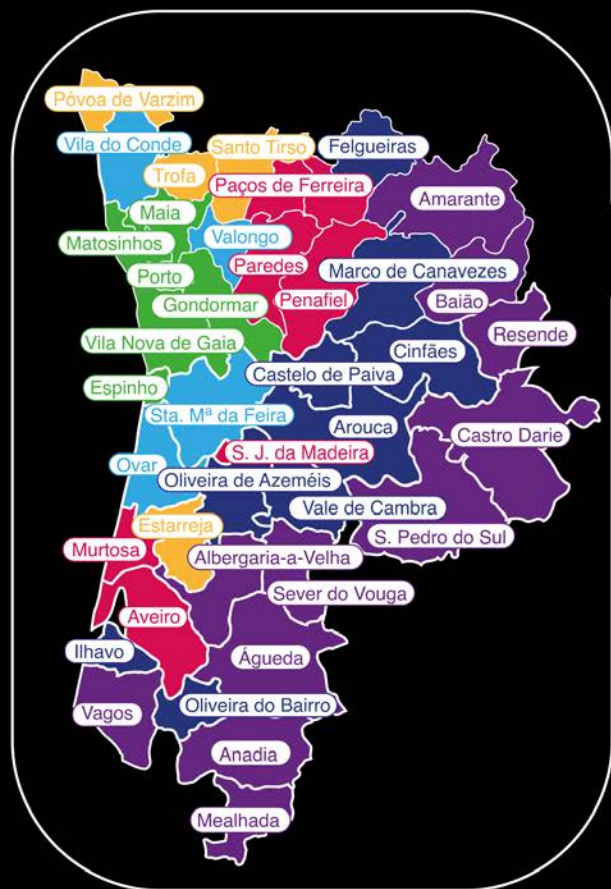 Póvoa de Varzim
Vila do Conde
Santo Tirso
Felgueiras
Trofa
Paços de Ferreira
Amarante
Maia
Matosinhos
Valongo
Paredes
Marco de Canavezes
Porto
Penafiel
Baião
Gondormar
Resende
Vila Nova de Gaia
Cinfães
Castelo de Paiva
Espinho
Sta. Mª da Feira
Arouca
Castro Darie
S. J. da Madeira
Ovar
Oliveira de Azeméis
Vale de Cambra
Estarreja
S. Pedro do Sul
Murtosa
Albergaria-a-Velha
Sever do Vouga
Aveiro
Ilhavo
Águeda
Oliveira do Bairro
Vagos
Anadia
Mealhada